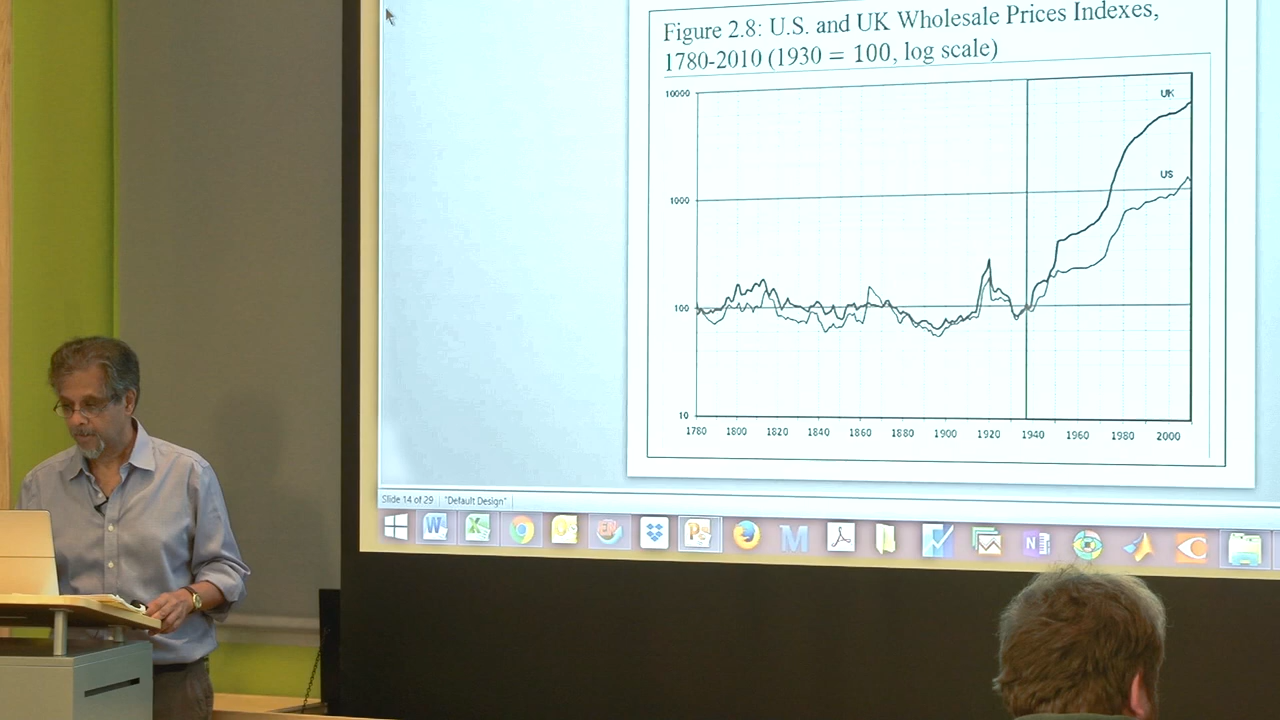 Figure 2.8: U.S. and UK Wholesale Prices Indexes,
1780-2010 (1930 = 100, log scale)
10000
UK
US
1000
100
10
1780 1800 1820 1840 1860 1880 1900 1920 1940 1960 1980 2000
Slide 14 of 29 "Default Design"